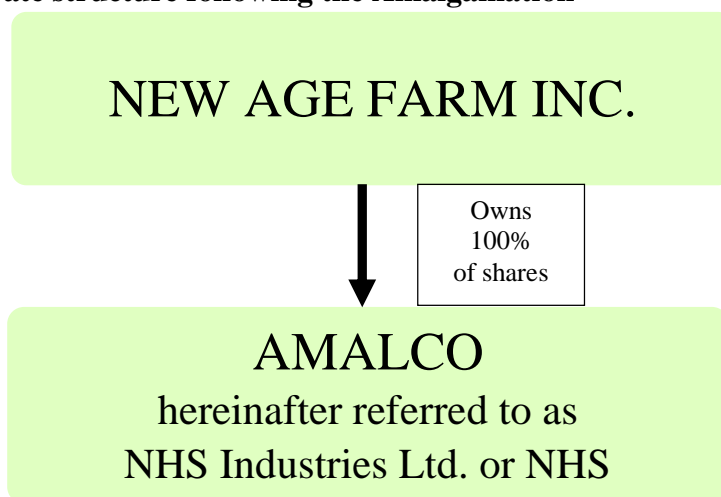 structure following the Amalgamation
NEW AGE FARM INC.
Owns
100%
of shares
AMALCO
hereinafter referred to as
NHS Industries Ltd. or NHS